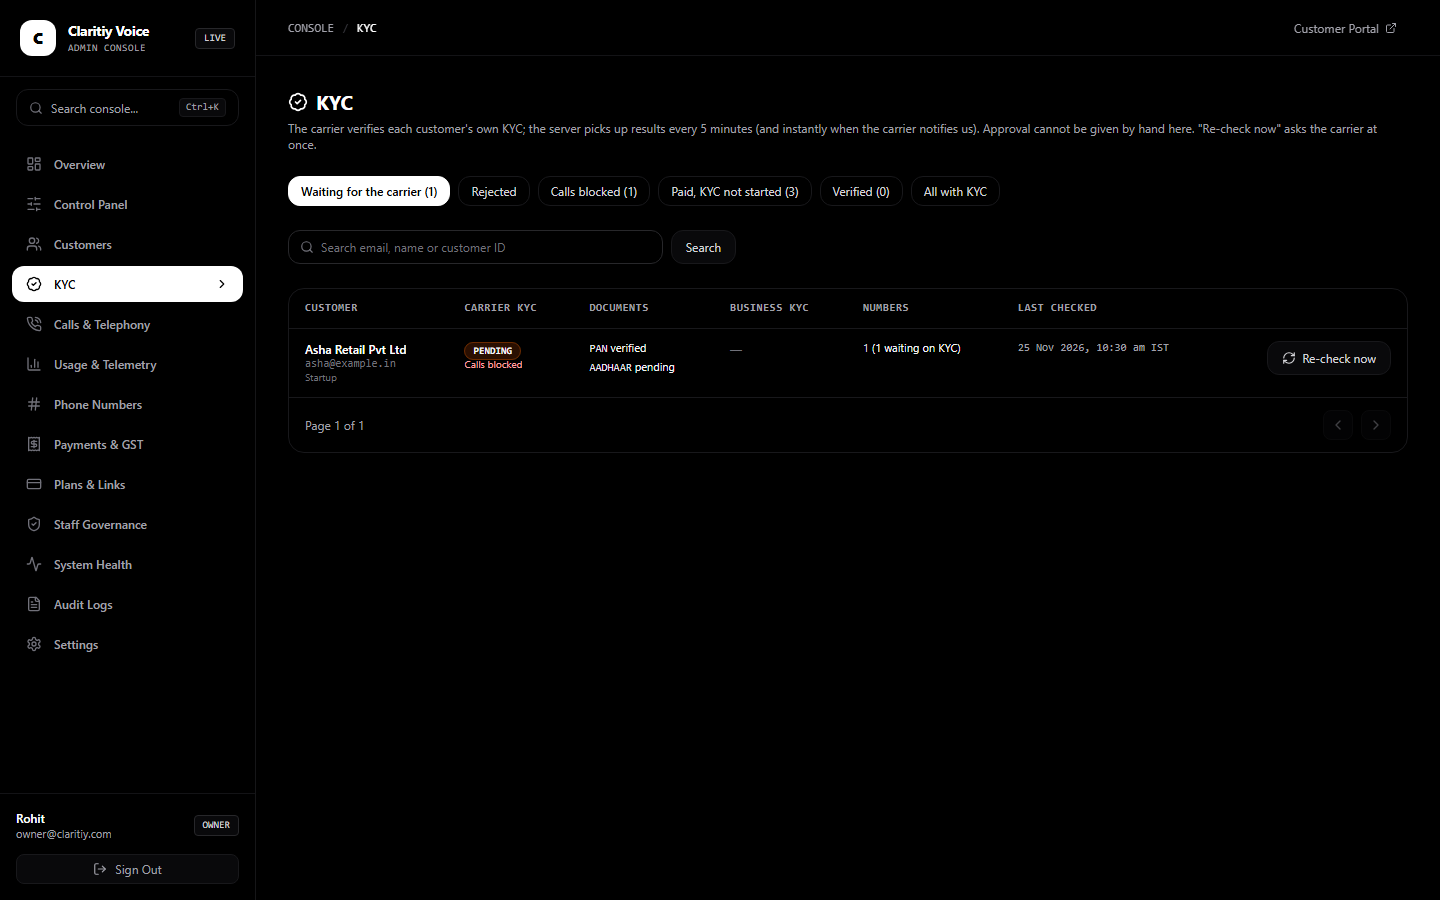 C
Claritiy Voice
ADMIN CONSOLE
LIVE
Search console...
Ctrl+K
Overview
Control Panel
Customers
KYC
Calls & Telephony
Usage & Telemetry
Phone Numbers
Payments & GST
Plans & Links
Staff Governance
System Health
Audit Logs
Settings
Rohit
owner@claritiy.com
OWNER
Sign Out
CONSOLE / KYC
Customer Portal
KYC
The carrier verifies each customer's own KYC; the server picks up results every 5 minutes (and instantly when the carrier notifies us). Approval cannot be given by hand here. "Re-check now" asks the carrier at
once.
Waiting for the carrier (1)
Rejected
Calls blocked (1)
Paid, KYC not started (3)
Verified (0)
All with KYC
Search email, name or customer ID
Search
CUSTOMER CARRIER KYC DOCUMENTS BUSINESS KYC NUMBERS LAST CHECKED
Asha Retail Pvt Ltd
asha@example.in
Startup
PENDING
Calls blocked
PAN verified
AADHAAR pending
—
1 (1 waiting on KYC)
25 Nov 2026, 10:30 am IST
Re-check now
Page 1 of 1